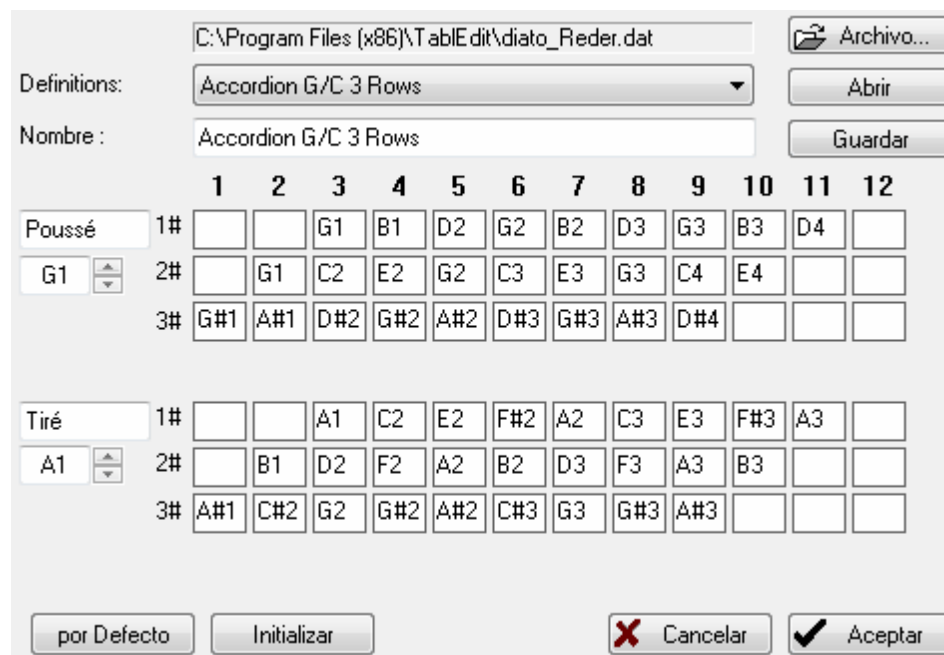 C:\Program Files (x86)\TablEdit\diato_Reder.dat Archivo...
Definitions: Accordion G/C 3 Rows Abrir
Nombre : Accordion G/C 3 Rows Guardar
1 2 3 4 5 6 7 8 9 10 11 12
Poussé 1# G1 B1 D2 G2 B2 D3 G3 B3 D4
G1 2# G1 C2 E2 G2 C3 E3 G3 C4 E4
3# G#1 A#1 D#2 G#2 A#2 D#3 G#3 A#3 D#4
Tiré 1# A1 C2 E2 F#2 A2 C3 E3 F#3 A3
A1 2# B1 D2 F2 A2 B2 D3 F3 A3 B3
3# A#1 C#2 G2 G#2 A#2 C#3 G3 G#3 A#3
por Defecto Initializar Cancelar Aceptar